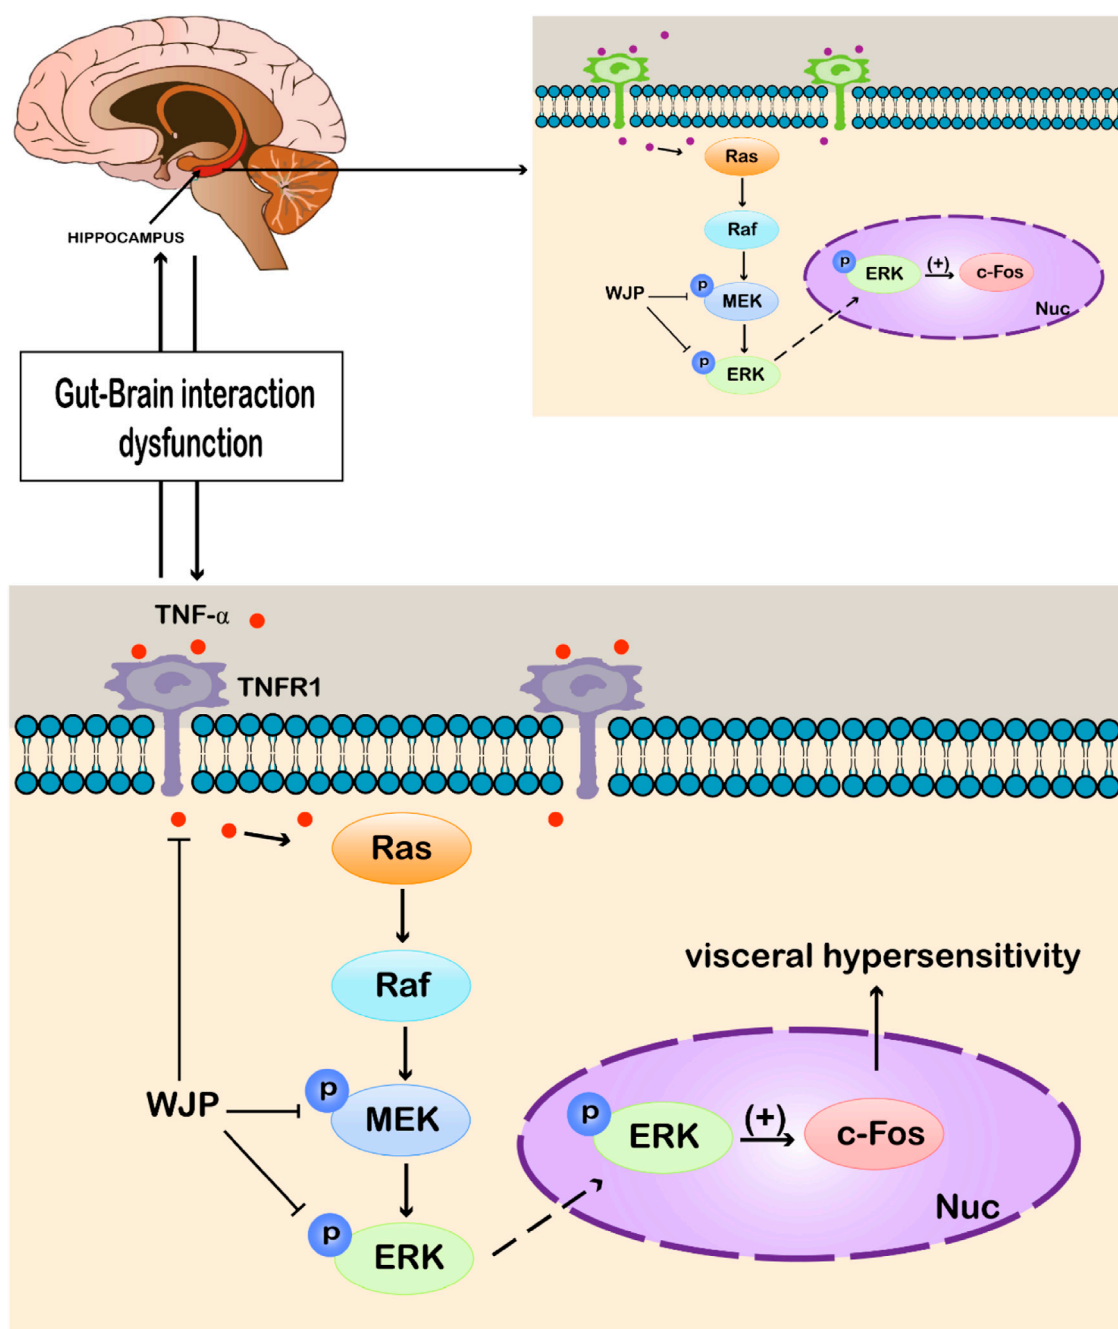 HIPPOCAMPUS
Ras
Raf
WJP
p
MEK
p
ERK
p
ERK
(+)
c-Fos
Nuc
Gut-Brain interaction
dysfunction
TNF-α
TNFR1
Ras
Raf
visceral hypersensitivity
WJP
p
MEK
p
ERK
p
ERK
(+)
c-Fos
Nuc